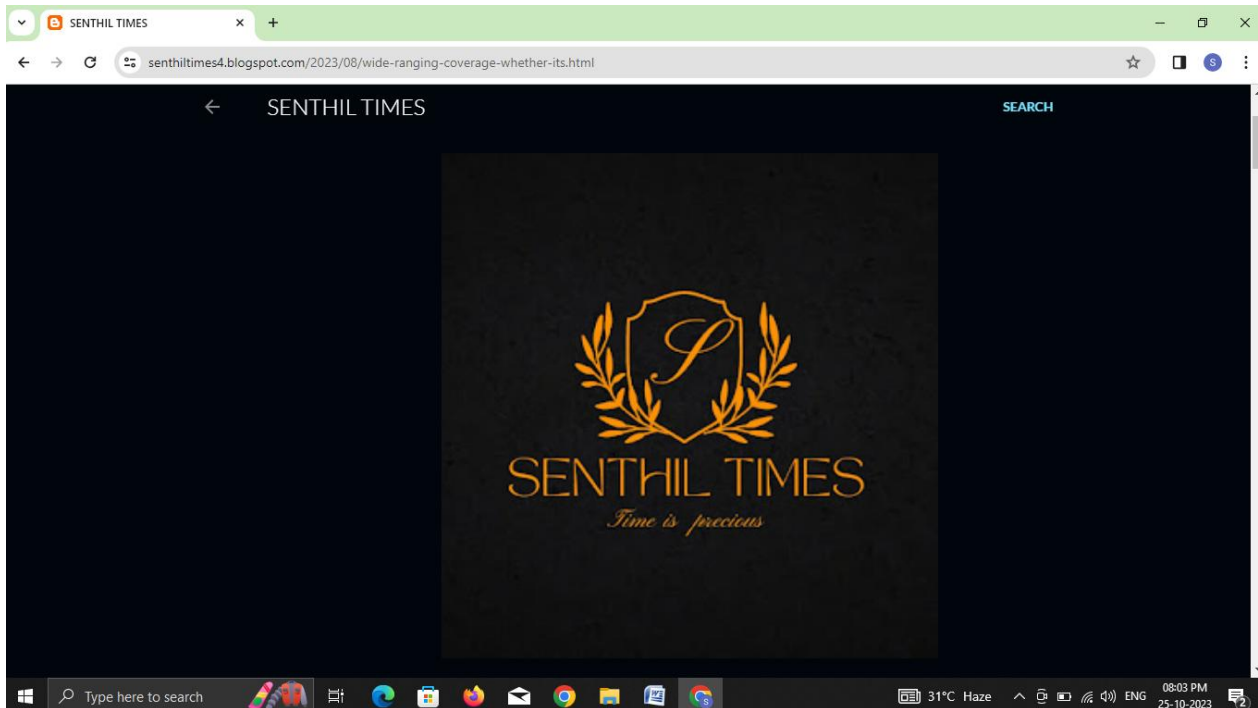 SENTHIL TIMES
senthiltimes4.blogspot.com/2023/08/wide-ranging-coverage-whether-its.html
S
SENTHIL TIMES
SEARCH
S
SENTHIL TIMES
Time is precious
Type here to search
31°C Haze
ENG
08:03 PM
25-10-2023
2